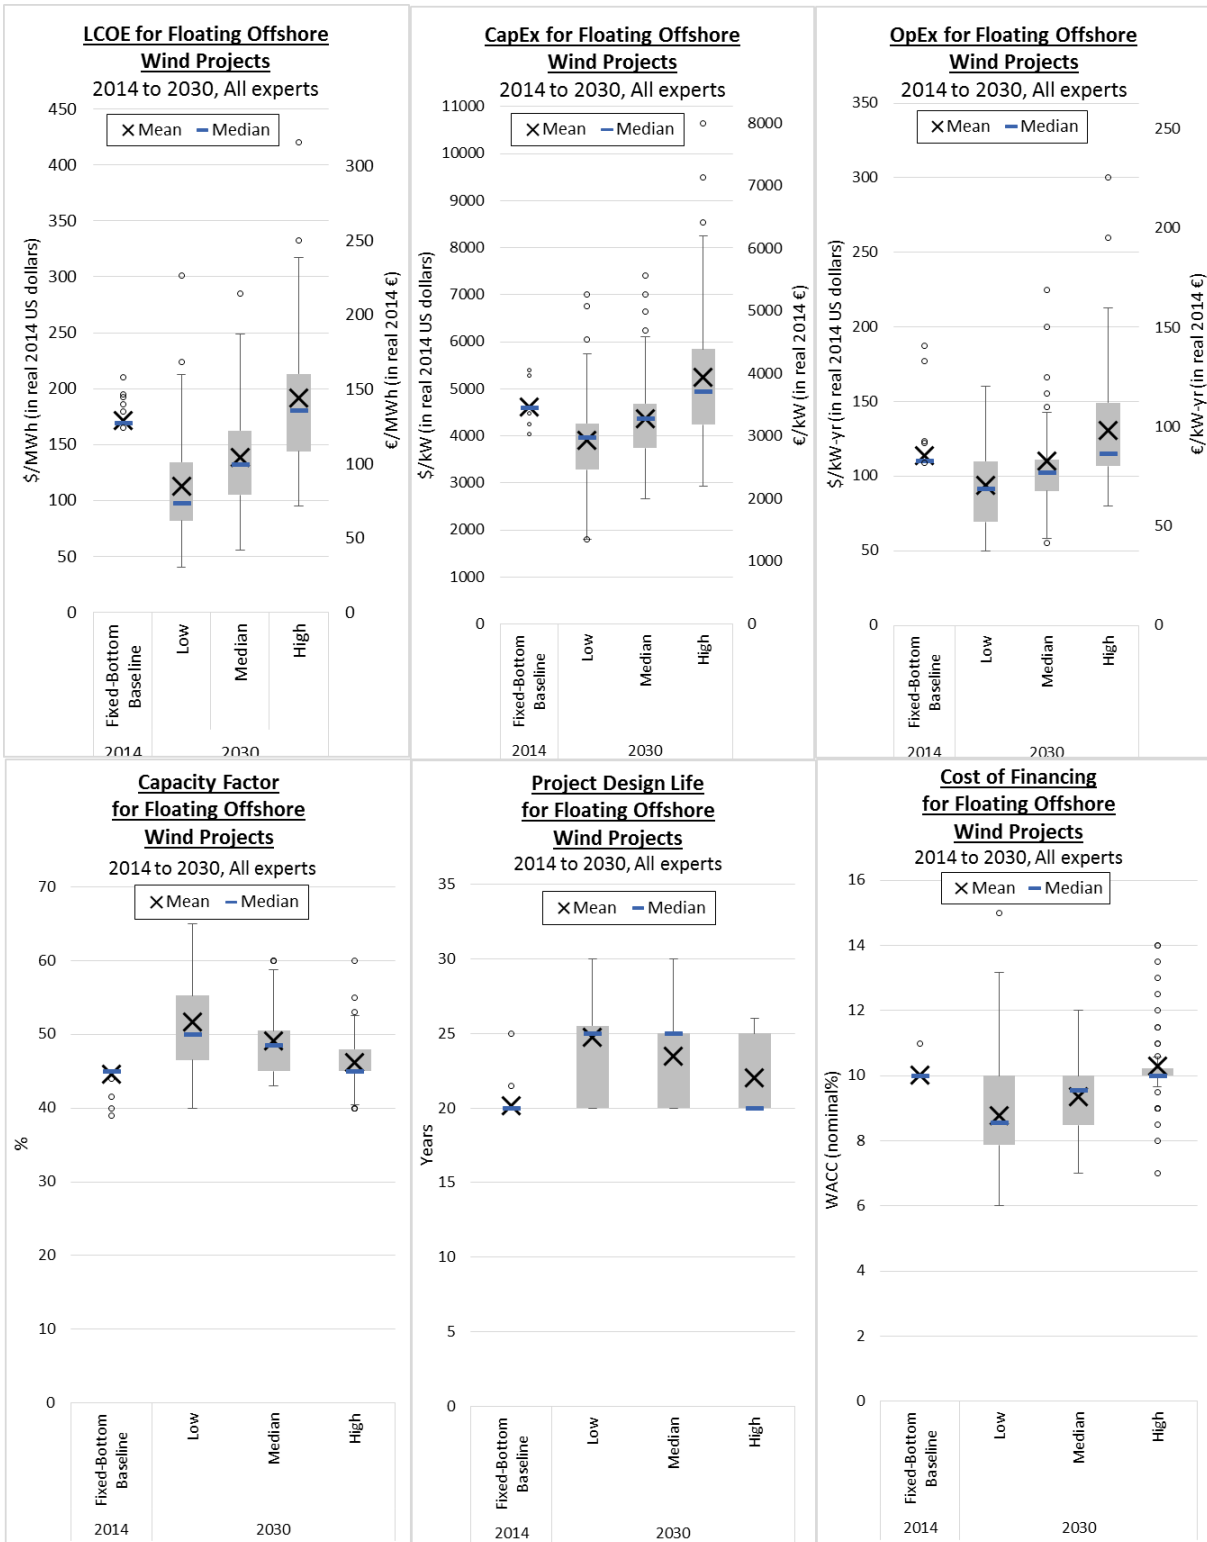 LCOE for Floating Offshore
Wind Projects
2014 to 2030, All experts
Mean Median
450
400
350
300
250
200
150
100
50
0
$/MWh (in real 2014 US dollars)
300
250
200
150
100
50
0
€/MWh (in real 2014 €)
Fixed-Bottom
Baseline
Low
Median
High
2014 2030
CapEx for Floating Offshore
Wind Projects
2014 to 2030, All experts
Mean Median
11000
10000
9000
8000
7000
6000
5000
4000
3000
2000
1000
0
$/kW (in real 2014 US dollars)
8000
7000
6000
5000
4000
3000
2000
1000
0
€/kW (in real 2014 €)
Fixed-Bottom
Baseline
Low
Median
High
2014 2030
OpEx for Floating Offshore
Wind Projects
2014 to 2030, All experts
Mean Median
350
300
250
200
150
100
50
0
$/kW-yr (in real 2014 US dollars)
250
200
150
100
50
0
€/kW-yr (in real 2014 €)
Fixed-Bottom
Baseline
Low
Median
High
2014 2030
Capacity Factor
for Floating Offshore
Wind Projects
2014 to 2030, All experts
Mean Median
70
60
50
40
30
20
10
0
%
Fixed-Bottom
Baseline
Low
Median
High
2014 2030
Project Design Life
for Floating Offshore
Wind Projects
2014 to 2030, All experts
Mean Median
35
30
25
20
15
10
5
0
Years
Fixed-Bottom
Baseline
Low
Median
High
2014 2030
Cost of Financing
for Floating Offshore
Wind Projects
2014 to 2030, All experts
Mean Median
16
14
12
10
8
6
4
2
0
WACC (nominal%)
Fixed-Bottom
Baseline
Low
Median
High
2014 2030